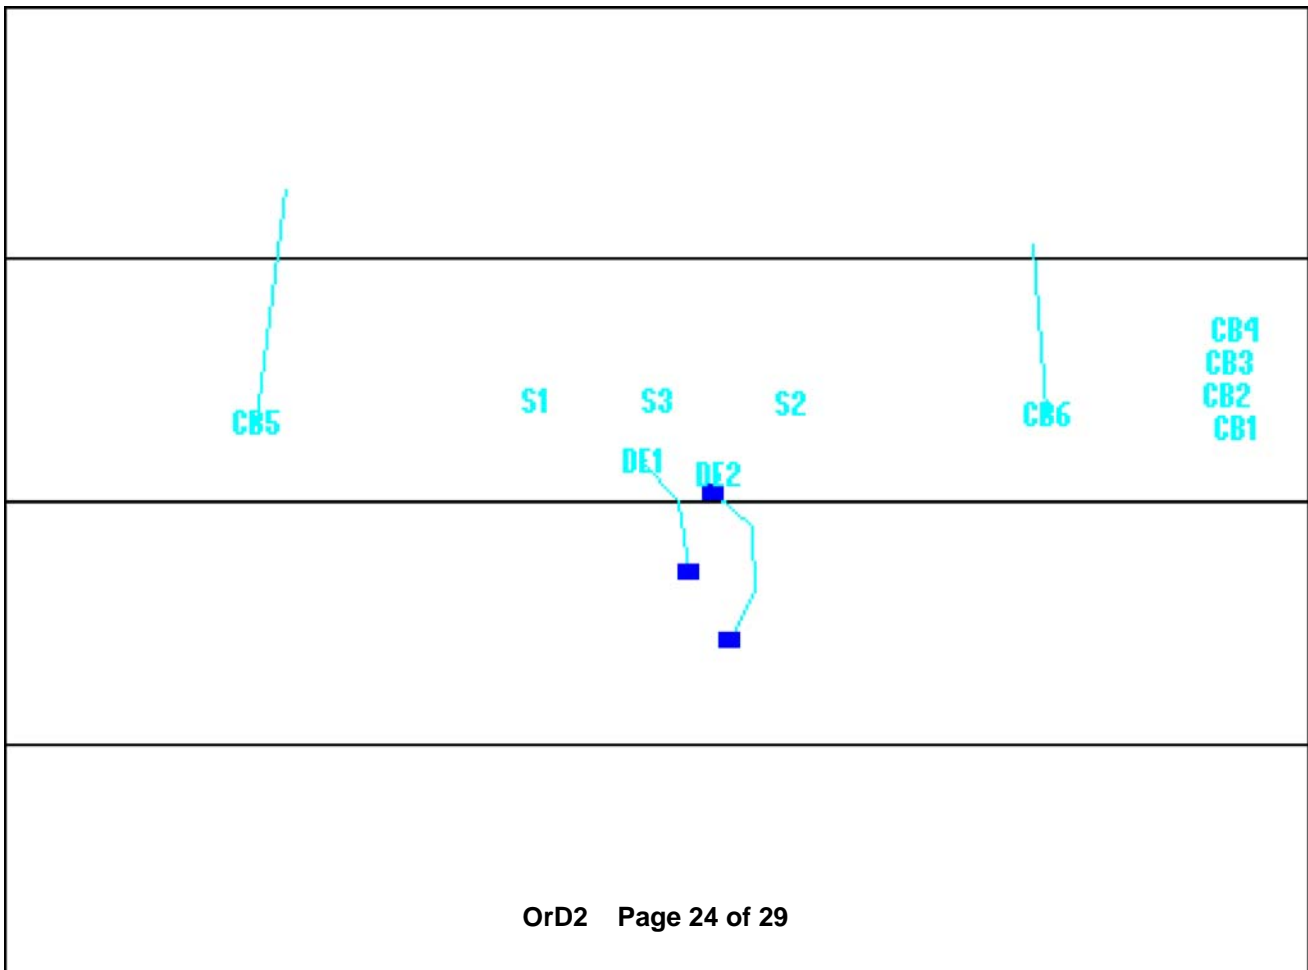 CB4
CB3
CB2
S1 S3 S2
CB5 CB6 CB1
DE1 DE2
OrD2 Page 24 of 29